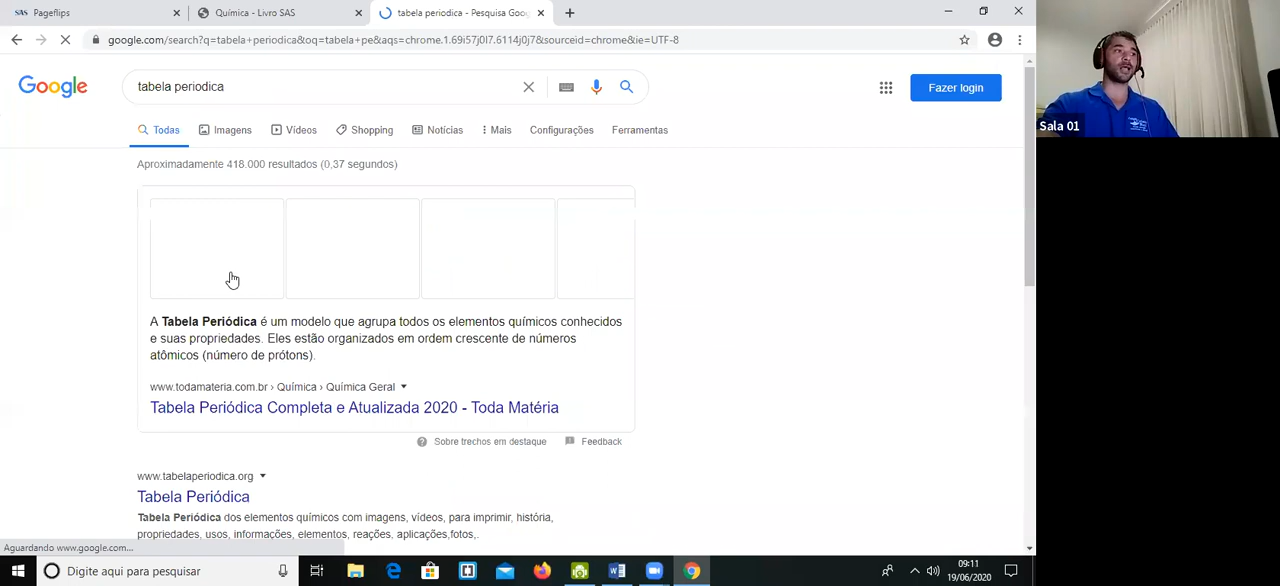 SAS Pageflips
Química - Livro SAS
tabela periodica - Pesquisa Goo
google.com/search?q=tabela+periodica&oq=tabela+pe&aqs=chrome.1.69i57j0l7.6114j0j7&sourceid=chrome&ie=UTF-8
Google
tabela periodica
Fazer login
Todas Imagens Vídeos Shopping Notícias Mais Configurações Ferramentas
Aproximadamente 418.000 resultados (0,37 segundos)
A Tabela Periódica é um modelo que agrupa todos os elementos químicos conhecidos
e suas propriedades. Eles estão organizados em ordem crescente de números
atômicos (número de prótons).
www.todamateria.com.br › Química › Química Geral
Tabela Periódica Completa e Atualizada 2020 - Toda Matéria
Sobre trechos em destaque Feedback
www.tabelaperiodica.org
Tabela Periódica
Tabela Periódica dos elementos químicos com imagens, vídeos, para imprimir, história,
propriedades, usos, informações, elementos, reações, aplicações,fotos,.
Aguardando www.google.com...
Digite aqui para pesquisar
09:11
19/06/2020
Sala 01